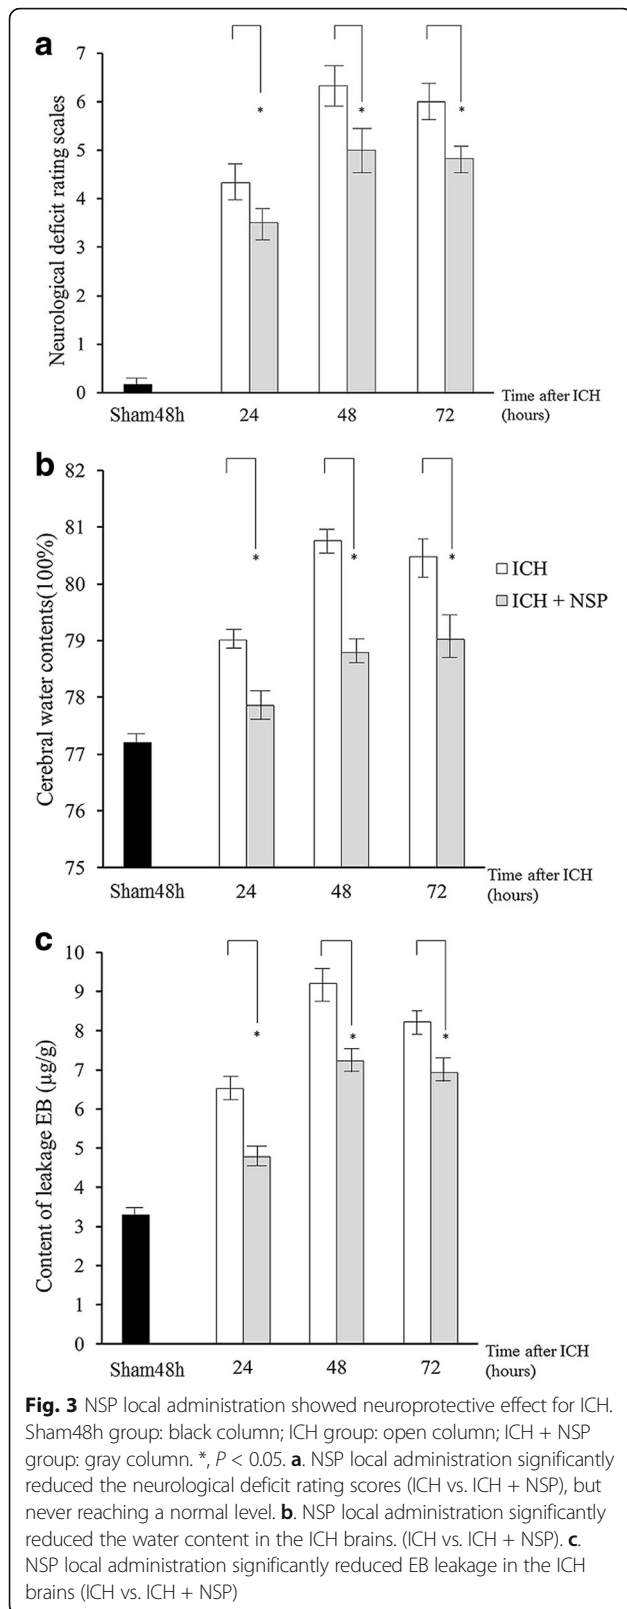 a
Neurological deficit rating scales
7
6
5
4
3
2
1
0
*
*
*
Sham48h
24
48
72
Time after ICH
(hours)
b
Cerebral water contents(100%)
82
81
80
79
78
77
76
75
*
*
*
ICH
ICH + NSP
Sham48h
24
48
72
Time after ICH
(hours)
c
Content of leakage EB (μg/g)
10
9
8
7
6
5
4
3
2
1
0
*
*
*
Sham48h
24
48
72
Time after ICH
(hours)
Fig. 3 NSP local administration showed neuroprotective effect for ICH.
Sham48h group: black column; ICH group: open column; ICH + NSP
group: gray column. *, P < 0.05. a. NSP local administration significantly
reduced the neurological deficit rating scores (ICH vs. ICH + NSP), but
never reaching a normal level. b. NSP local administration significantly
reduced the water content in the ICH brains. (ICH vs. ICH + NSP). c.
NSP local administration significantly reduced EB leakage in the ICH
brains (ICH vs. ICH + NSP)